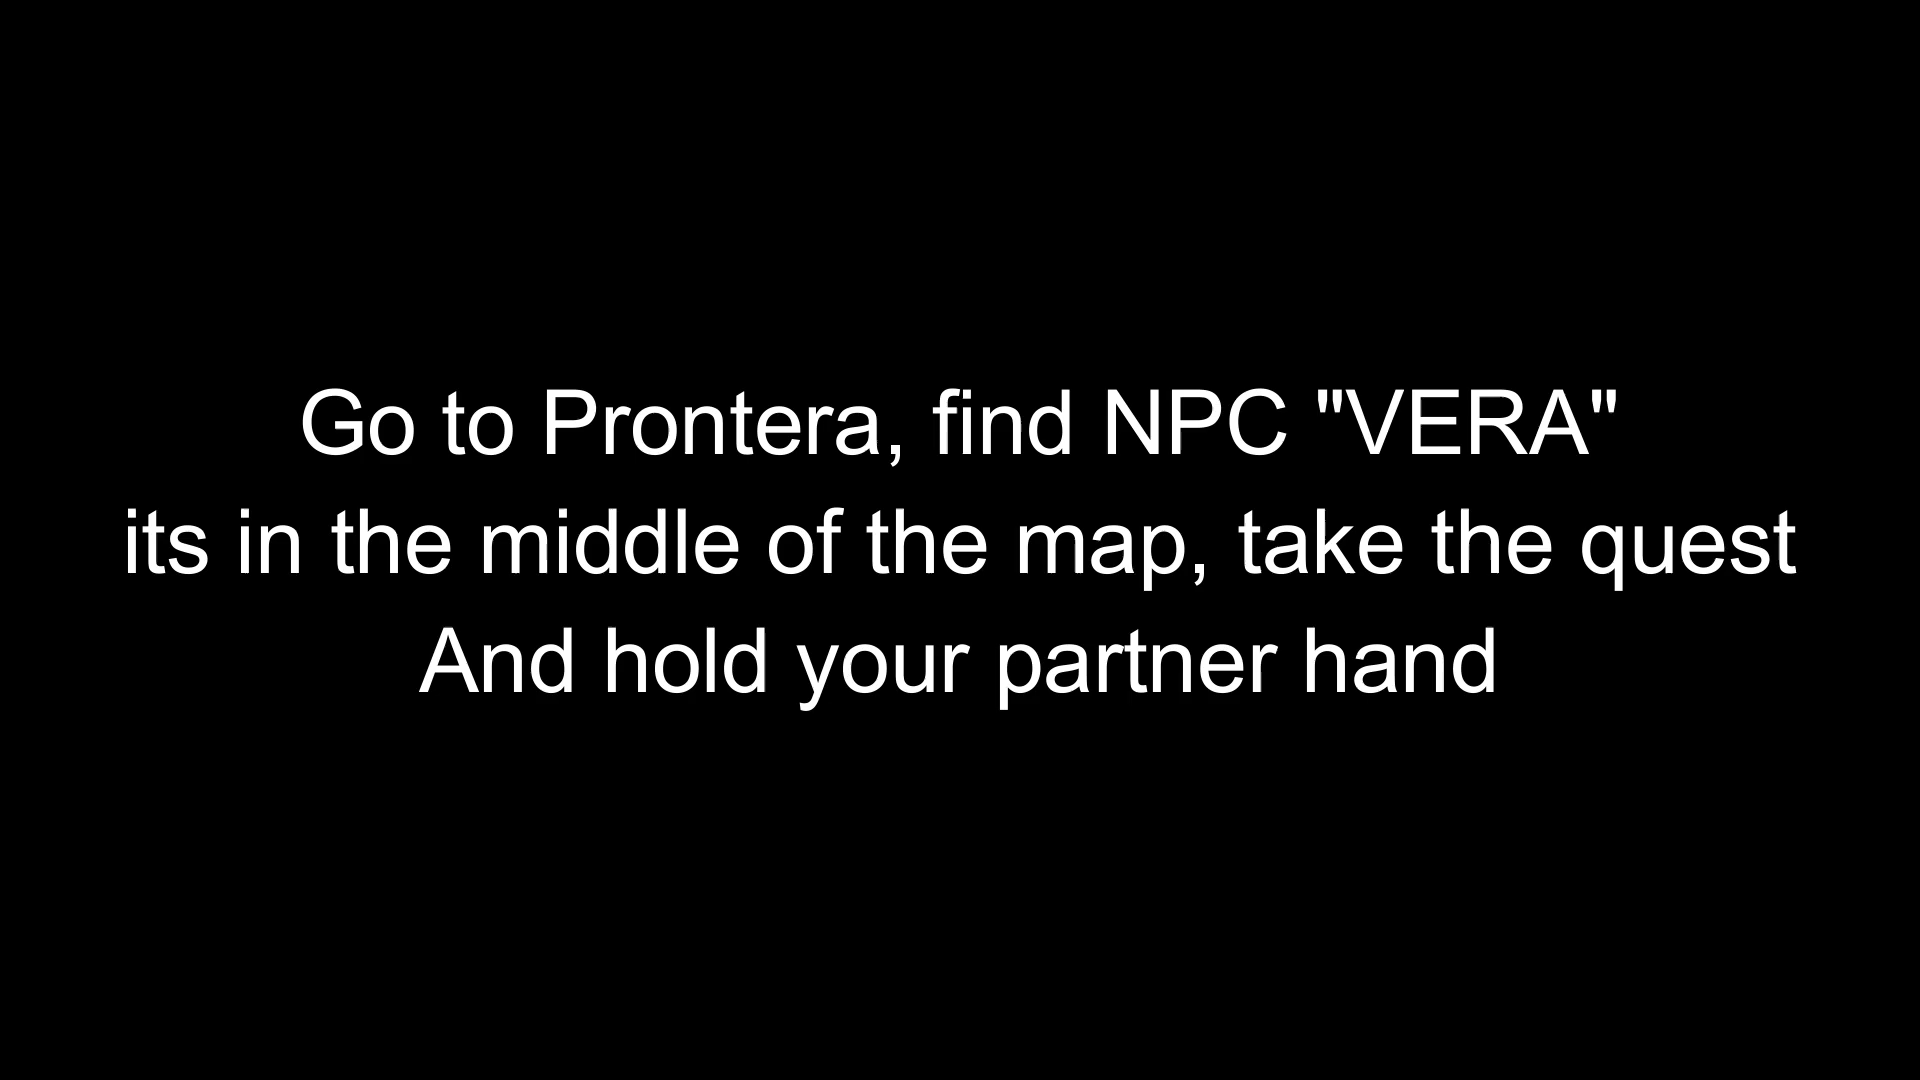 Go to Prontera, find NPC "VERA"
its in the middle of the map, take the quest
And hold your partner hand